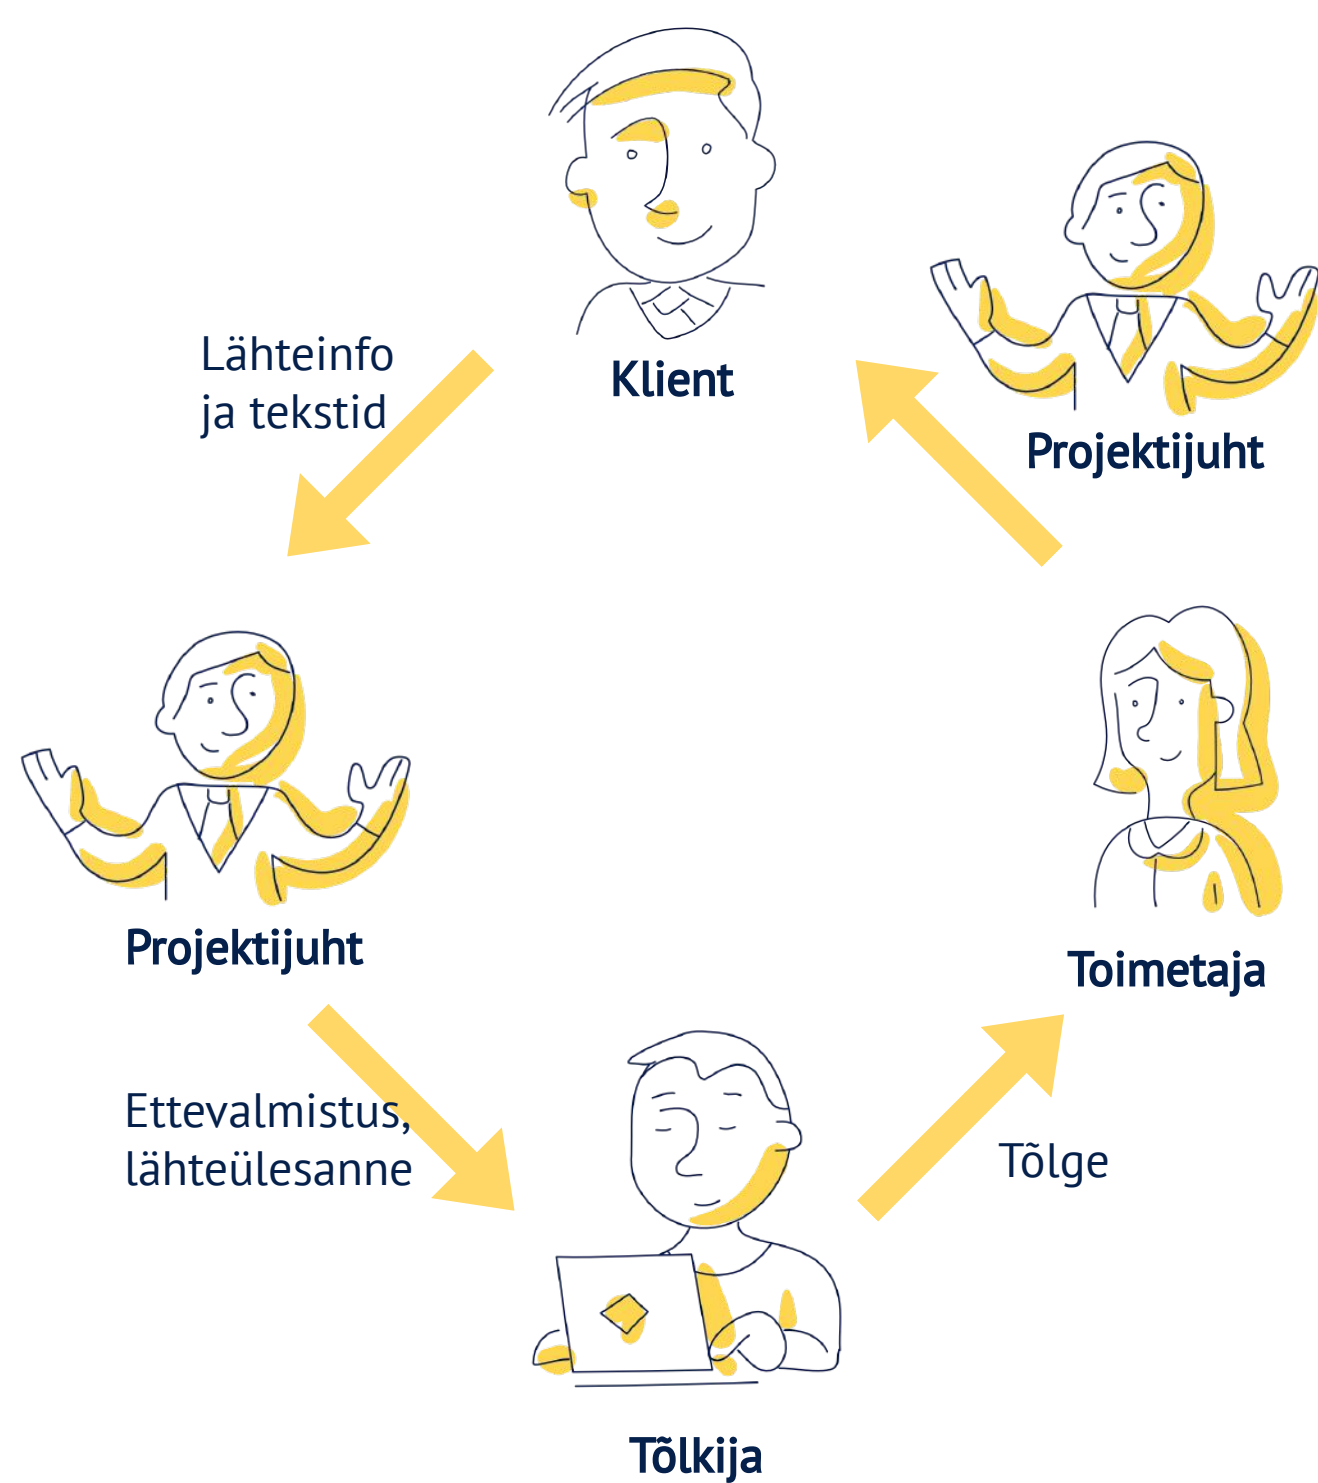 Klient
Projektijuht
Lähteinfo
ja tekstid
Projektijuht
Toimetaja
Ettevalmistus,
lähteülesanne
Tõlge
Tõlkija